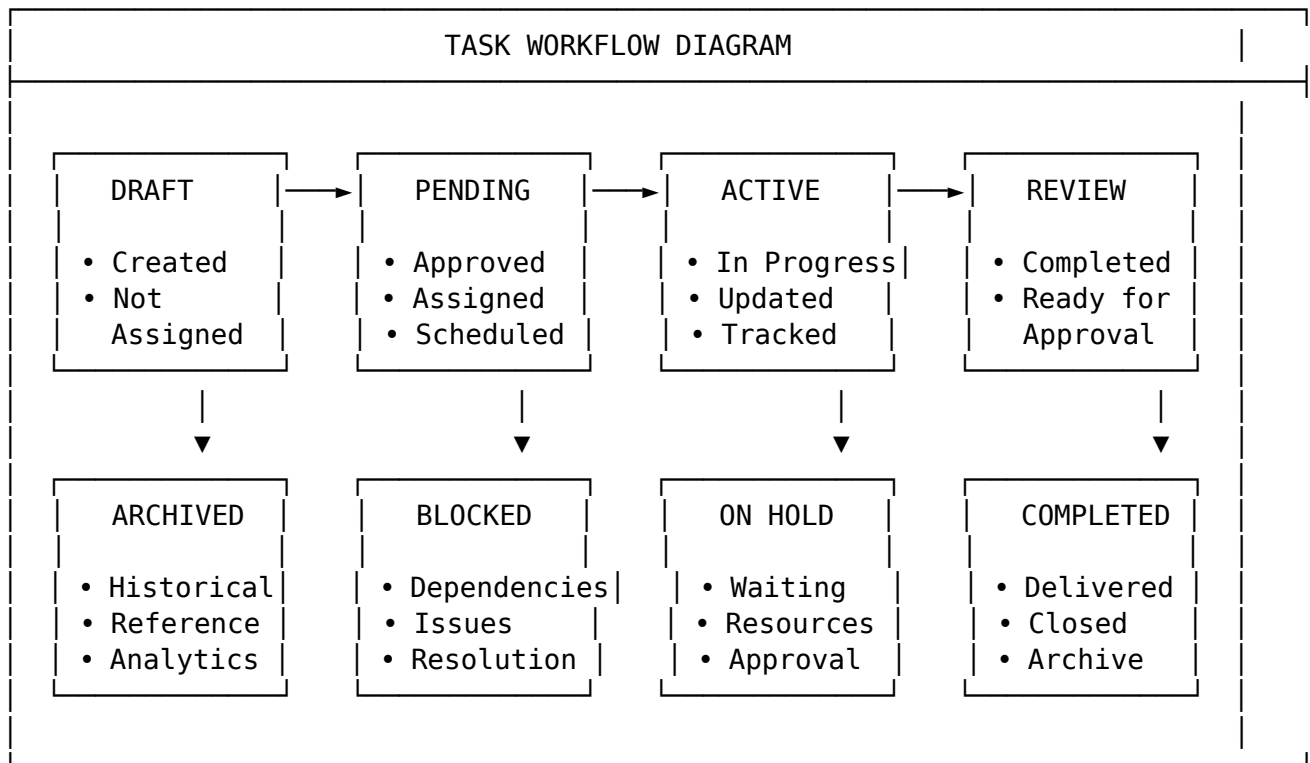 TASK WORKFLOW DIAGRAM
DRAFT PENDING ACTIVE REVIEW
• Created • Approved • In Progress • Completed
• Not • Assigned • Updated • Ready for
Assigned • Scheduled • Tracked Approval
ARCHIVED BLOCKED ON HOLD COMPLETED
• Historical • Dependencies • Waiting • Delivered
• Reference • Issues • Resources • Closed
• Analytics • Resolution • Approval • Archive